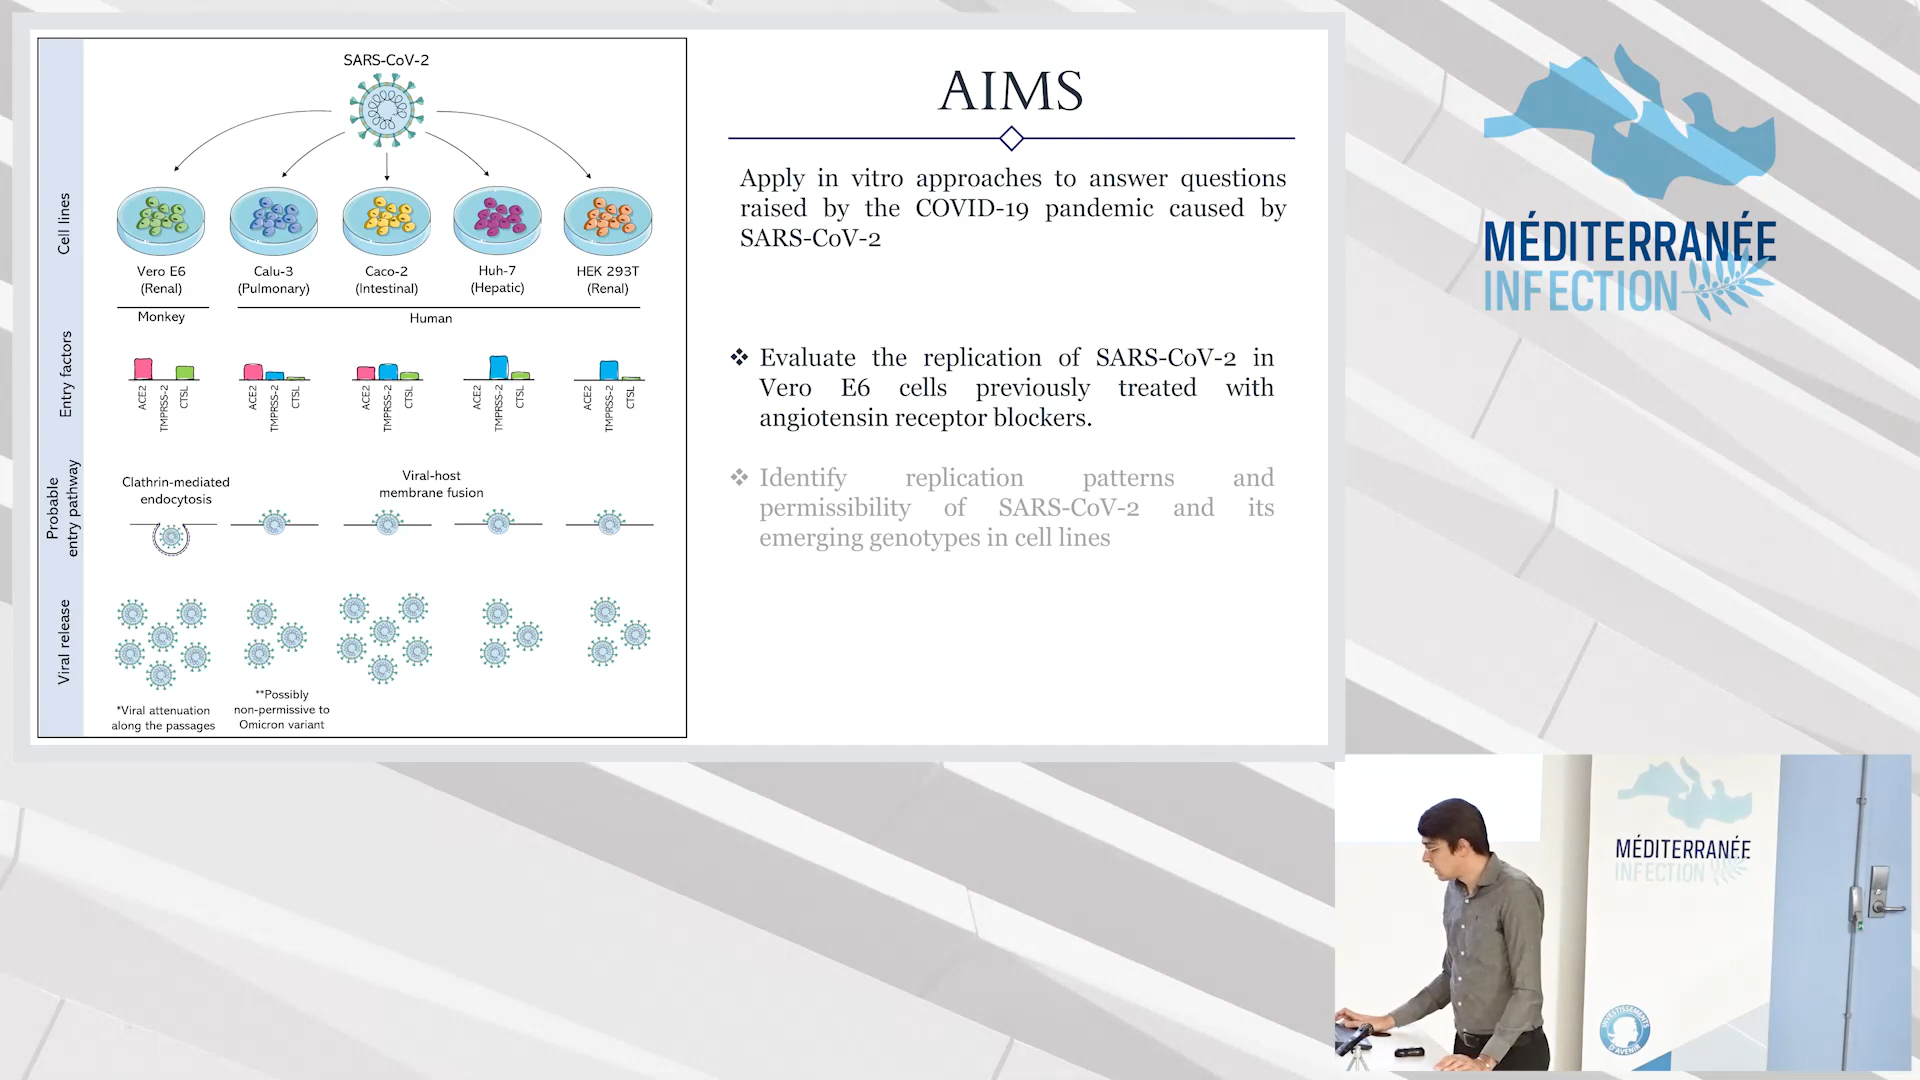 SARS-CoV-2
Cell lines
Vero E6
(Renal)
Calu-3
(Pulmonary)
Caco-2
(Intestinal)
Huh-7
(Hepatic)
HEK 293T
(Renal)
Monkey
Human
Entry factors
ACE2
TMPRSS-2
CTSL
ACE2
TMPRSS-2
CTSL
ACE2
TMPRSS-2
CTSL
ACE2
TMPRSS-2
CTSL
ACE2
TMPRSS-2
CTSL
Probable
entry pathway
Clathrin-mediated
endocytosis
Viral-host
membrane fusion
Viral release
*Viral attenuation
along the passages
**Possibly
non-permissive to
Omicron variant
AIMS
Apply in vitro approaches to answer questions
raised by the COVID-19 pandemic caused by
SARS-CoV-2
❖ Evaluate the replication of SARS-CoV-2 in
Vero E6 cells previously treated with
angiotensin receptor blockers.
❖ Identify replication patterns and
permissibility of SARS-CoV-2 and its
emerging genotypes in cell lines
MÉDITERRANÉE
INFECTION
MÉDITERRANÉE
INFECTION
INVESTISSEMENTS
D'AVENIR